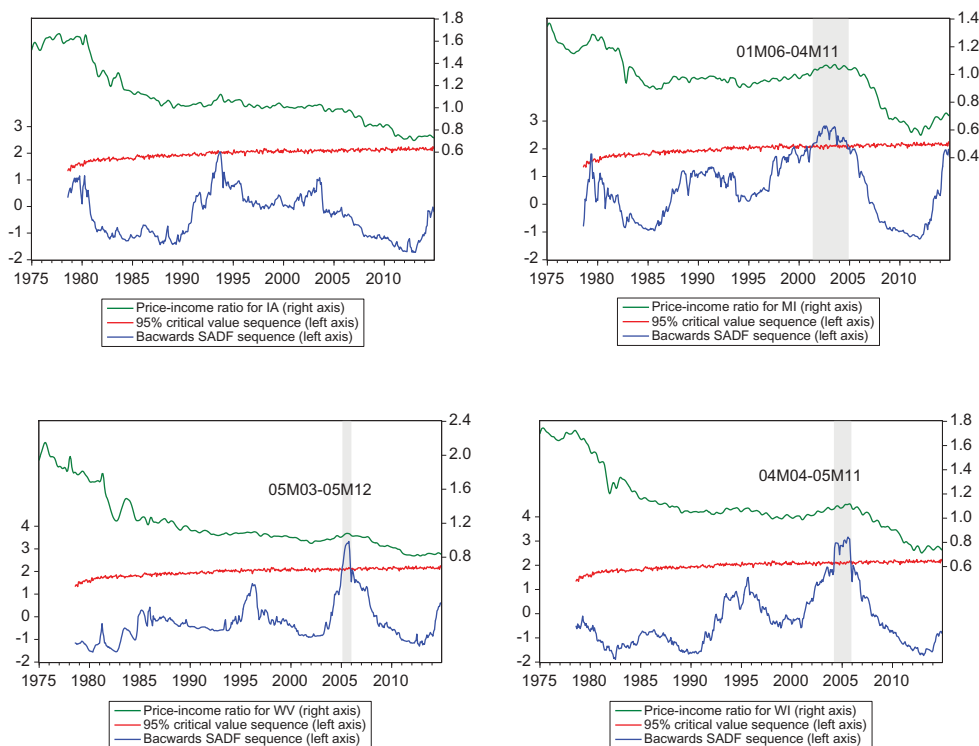 1.8
1.6
1.4
1.2
1.0
0.8
0.6
3
2
1
0
-1
-2
1975 1980 1985 1990 1995 2000 2005 2010
Price-income ratio for IA (right axis)
95% critical value sequence (left axis)
Bacwards SADF sequence (left axis)
01M06-04M11
1.4
1.2
1.0
0.8
0.6
0.4
3
2
1
0
-1
-2
1975 1980 1985 1990 1995 2000 2005 2010
Price-income ratio for MI (right axis)
95% critical value sequence (left axis)
Bacwards SADF sequence (left axis)
05M03-05M12
2.4
2.0
1.6
1.2
0.8
4
3
2
1
0
-1
-2
1975 1980 1985 1990 1995 2000 2005 2010
Price-income ratio for WV (right axis)
95% critical value sequence (left axis)
Bacwards SADF sequence (left axis)
04M04-05M11
1.8
1.6
1.4
1.2
1.0
0.8
0.6
4
3
2
1
0
-1
-2
1975 1980 1985 1990 1995 2000 2005 2010
Price-income ratio for WI (right axis)
95% critical value sequence (left axis)
Bacwards SADF sequence (left axis)